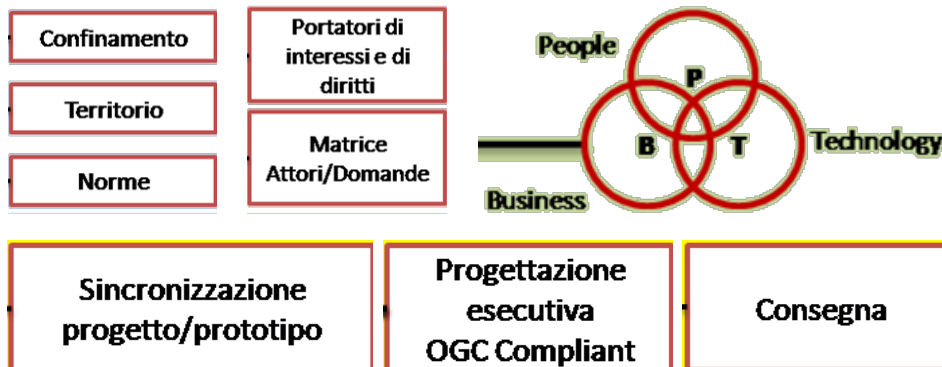 Confinamento
Territorio
Norme
Portatori di
interessi e di
diritti
Matrice
Attori/Domande
People
P
B
T
Technology
Business
Sincronizzazione
progetto/prototipo
Progettazione
esecutiva
OGC Compliant
Consegna